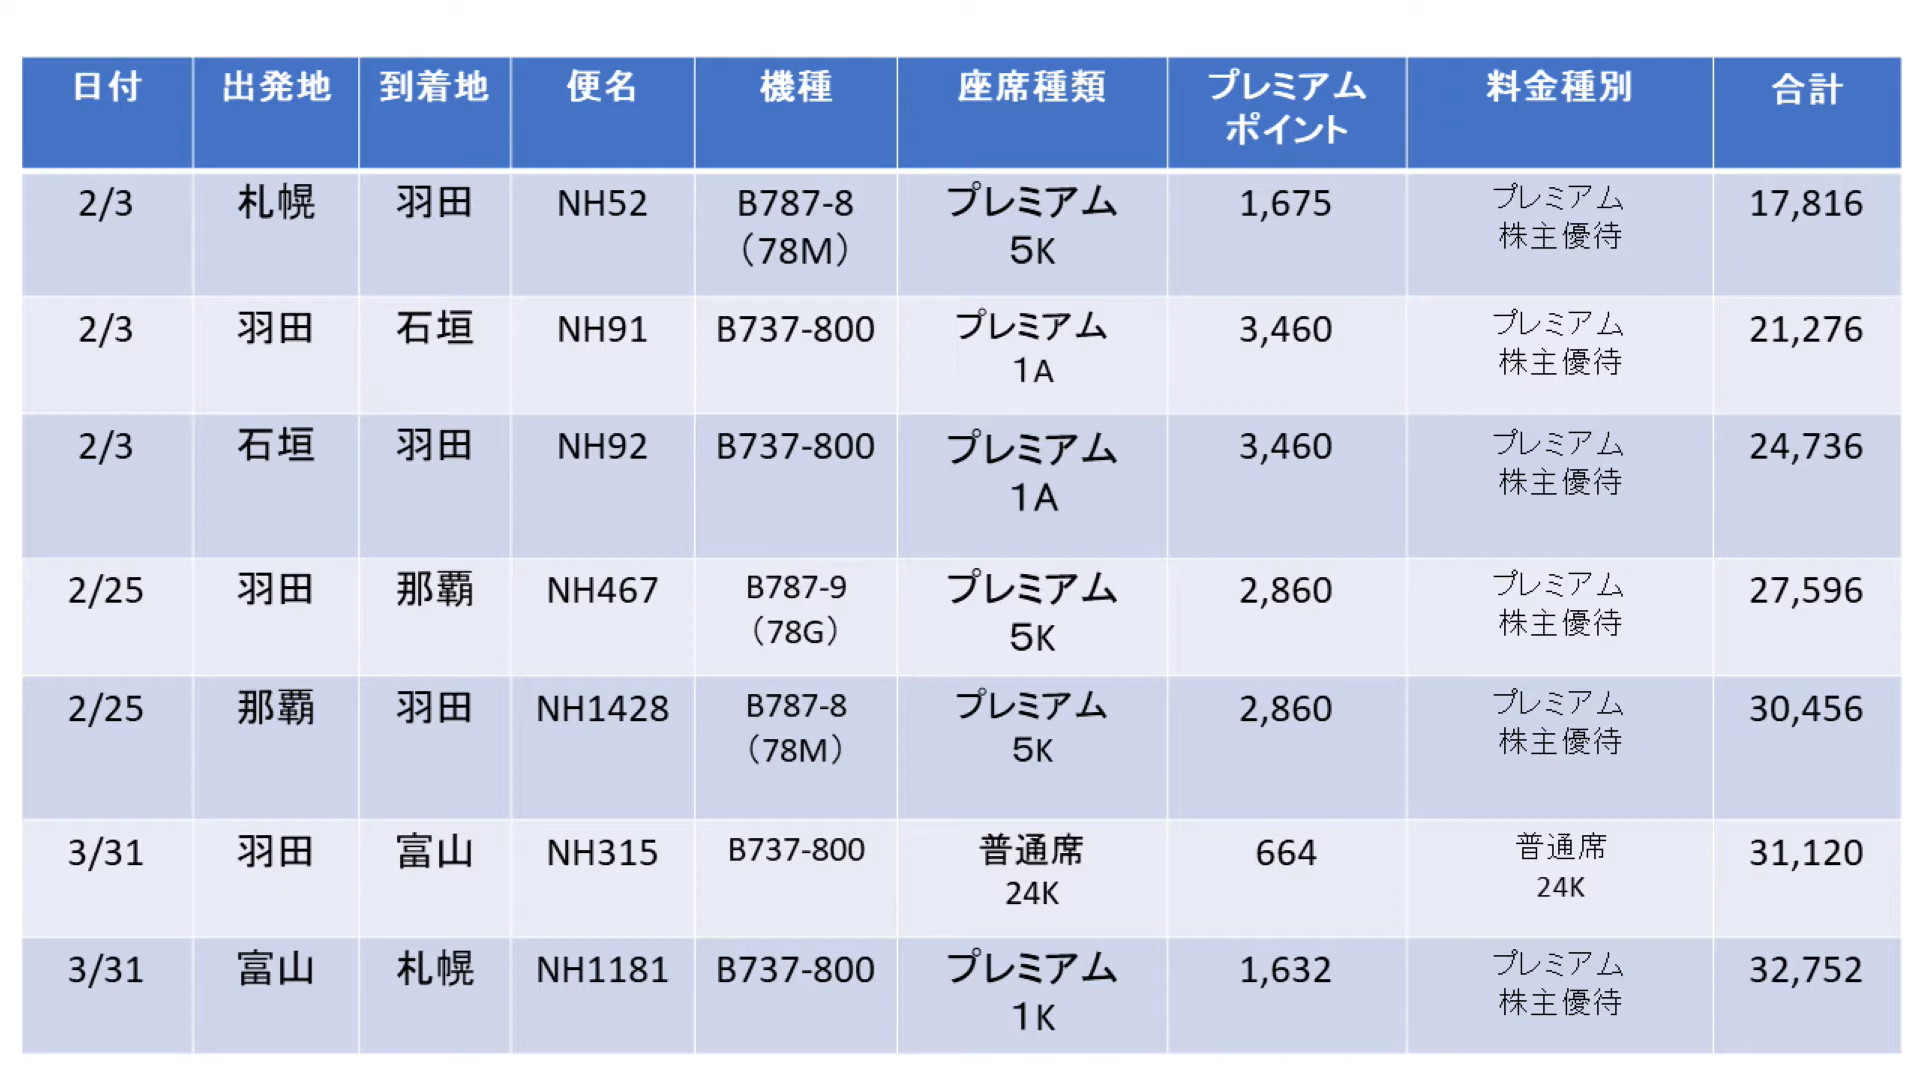 日付 出発地 到着地 便名 機種 座席種類 プレミアム 料金種別 合計
ポイント
2/3 札幌 羽田 NH52 B787-8 プレミアム 1,675 プレミアム 17,816
（78M） 5K 株主優待
2/3 羽田 石垣 NH91 B737-800 プレミアム 3,460 プレミアム 21,276
1A 株主優待
2/3 石垣 羽田 NH92 B737-800 プレミアム 3,460 プレミアム 24,736
1A 株主優待
2/25 羽田 那覇 NH467 B787-9 プレミアム 2,860 プレミアム 27,596
（78G） 5K 株主優待
2/25 那覇 羽田 NH1428 B787-8 プレミアム 2,860 プレミアム 30,456
（78M） 5K 株主優待
3/31 羽田 富山 NH315 B737-800 普通席 664 普通席 31,120
24K 24K
3/31 富山 札幌 NH1181 B737-800 プレミアム 1,632 プレミアム 32,752
1K 株主優待